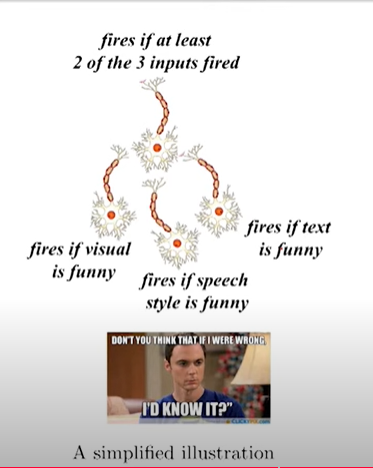 fires if at least
2 of the 3 inputs fired
fires if visual
is funny
fires if speech
style is funny
fires if text
is funny
DON'T YOU THINK THAT IF I WERE WRONG,
I'D KNOW IT?"
A simplified illustration